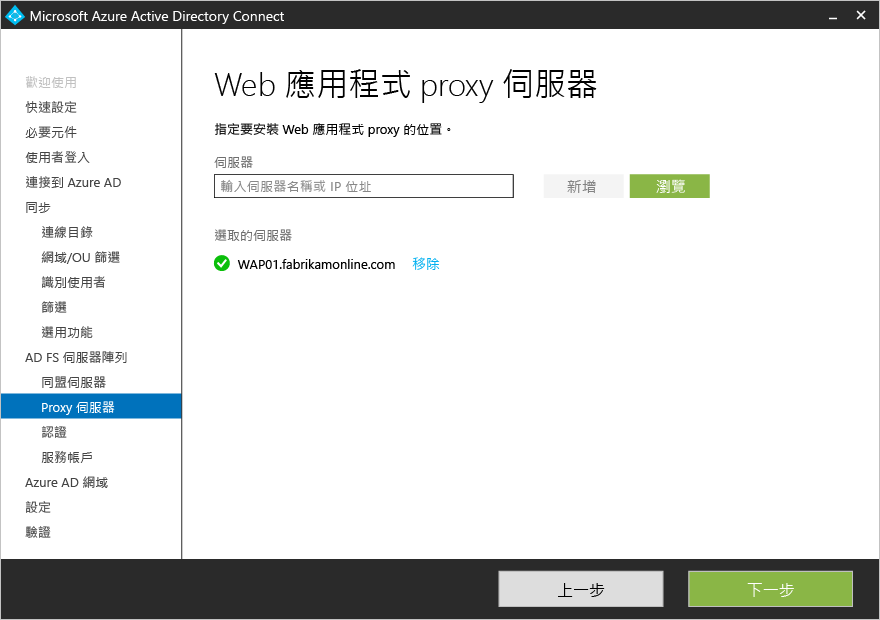 Microsoft Azure Active Directory Connect
歡迎使用
快速設定
必要元件
使用者登入
連接到 Azure AD
同步
連線目錄
網域/OU 篩選
識別使用者
篩選
選用功能
AD FS 伺服器陣列
同盟伺服器
Proxy 伺服器
認證
服務帳戶
Azure AD 網域
設定
驗證
Web 應用程式 proxy 伺服器
指定要安裝 Web 應用程式 proxy 的位置。
伺服器
輸入伺服器名稱或 IP 位址
新增
瀏覽
選取的伺服器
WAP01.fabrikamonline.com 移除
上一步
下一步